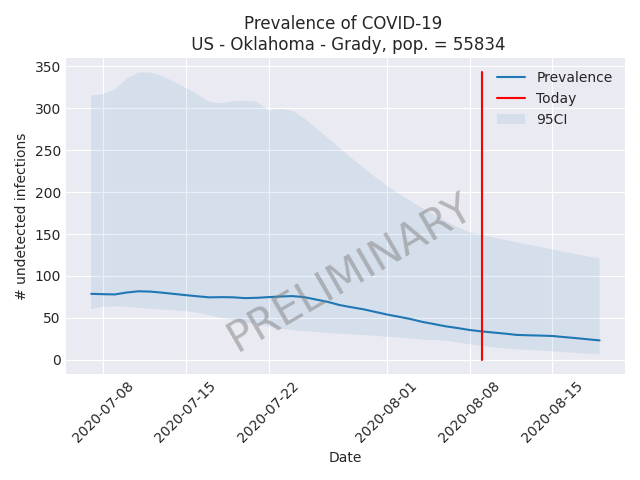 Prevalence of COVID-19
US - Oklahoma - Grady, pop. = 55834
350
300
250
200
150
100
50
0
# undetected infections
Prevalence
Today
95CI
PRELIMINARY
2020-07-08
2020-07-15
2020-07-22
2020-08-01
2020-08-08
2020-08-15
Date